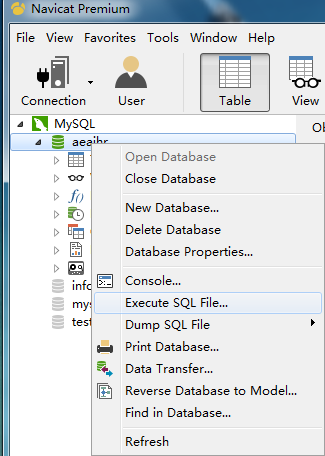 Navicat Premium
File View Favorites Tools Window Help
Connection User Table View
MySQL
Ob
aeaihr
Open Database
Close Database
New Database...
Delete Database
Database Properties...
Console...
Execute SQL File...
Dump SQL File
Print Database...
Data Transfer...
Reverse Database to Model...
Find in Database...
Refresh
f()
info
mys
test